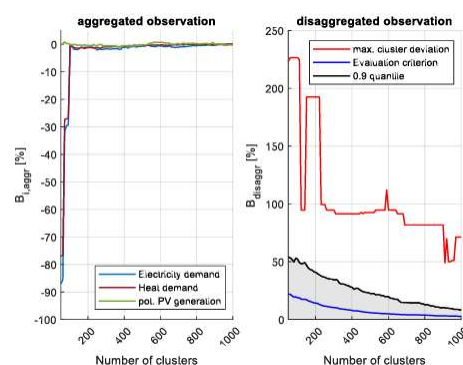 aggregated observation
0
-10
-20
-30
-40
-50
-60
-70
-80
-90
-100
B i,aggr [%]
Electricity demand
Heat demand
pot. PV generation
200
400
600
800
1000
Number of clusters
disaggregated observation
250
200
150
100
50
0
B disaggr [%]
max. cluster deviation
Evaluation criterion
0.9 quantile
200
400
600
800
1000
Number of clusters